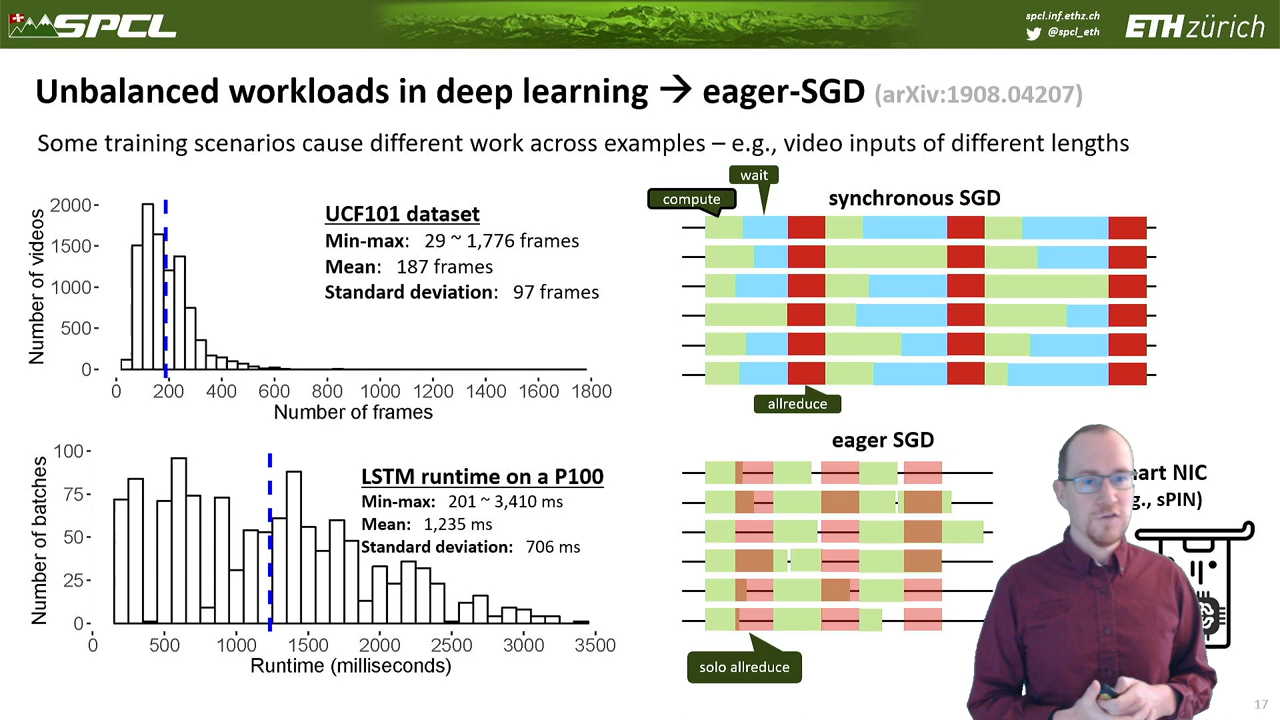 SPCL
spcl.inf.ethz.ch
@spcl_eth
ETH zürich
Unbalanced workloads in deep learning → eager-SGD (arXiv:1908.04207)
Some training scenarios cause different work across examples – e.g., video inputs of different lengths
Number of videos
2000
1500
1000
500
0
0 200 400 600 800 1000 1200 1400 1600 1800
Number of frames
UCF101 dataset
Min-max: 29 ~ 1,776 frames
Mean: 187 frames
Standard deviation: 97 frames
wait
compute
synchronous SGD
allreduce
Number of batches
100
75
50
25
0
0 500 1000 1500 2000 2500 3000 3500
Runtime (milliseconds)
LSTM runtime on a P100
Min-max: 201 ~ 3,410 ms
Mean: 1,235 ms
Standard deviation: 706 ms
eager SGD
solo allreduce
NIC
sPIN)
17